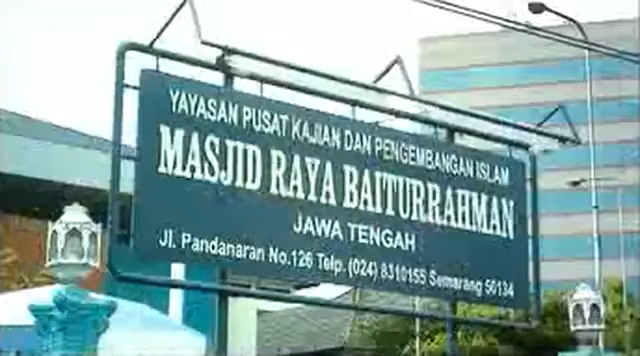 YAYASAN PUSAT KAJIAN DAN PENGEMBANGAN ISLAM
MASJID RAYA BAITURRAHMAN
JAWA TENGAH
Jl. Pandanaran No.126 Telp. (024) 8310155 Semarang 50134